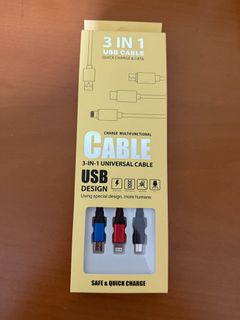 3 IN 1
USB CABLE
QUICK CHARGE & DATA
CHARGE MULTIFUNCTIONAL
CABLE
3-IN-1 UNIVERSAL CABLE
USB
DESIGN
Using special design, more humane.
SAFE & QUICK CHARGE